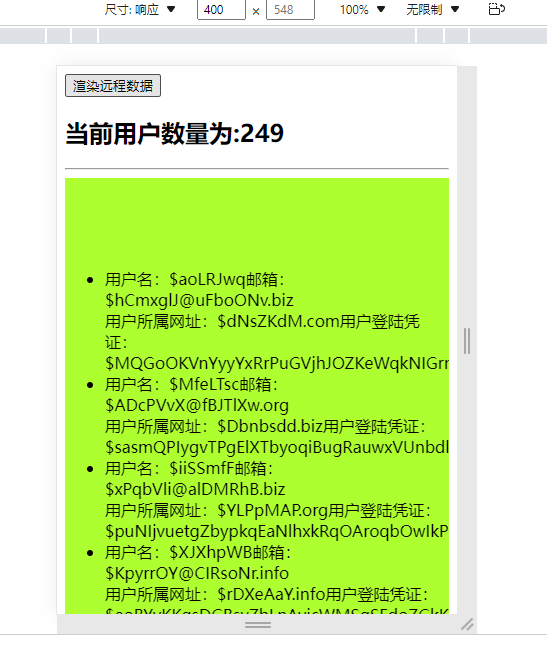 尺寸: 响应 ▼ 400 × 548 100% ▼ 无限制 ▼
渲染远程数据
当前用户数量为:249
用户名：$aoLRJwq邮箱：
$hCmxglJ@uFboONv.biz
用户所属网址：$dNsZKdM.com用户登陆凭
证：
$MQGoOKVnYyyYxRrPuGVjhJOZKeWqkNIGrr
用户名：$MfeLTsc邮箱：
$ADcPVvX@fBJTlXw.org
用户所属网址：$Dbnbsdd.biz用户登陆凭证：
$sasmQPIygvTPgElXTbyoqiBugRauwxVUnbdl
用户名：$iiSSmfF邮箱：
$xPqbVli@alDMRhB.biz
用户所属网址：$YLPpMAP.org用户登陆凭证：
$puNIjvuetgZbypkqEaNlhxkRqOAroqbOwIkP
用户名：$XJXhpWB邮箱：
$KpyrrOY@CIRsoNr.info
用户所属网址：$rDXeAaY.info用户登陆凭证：